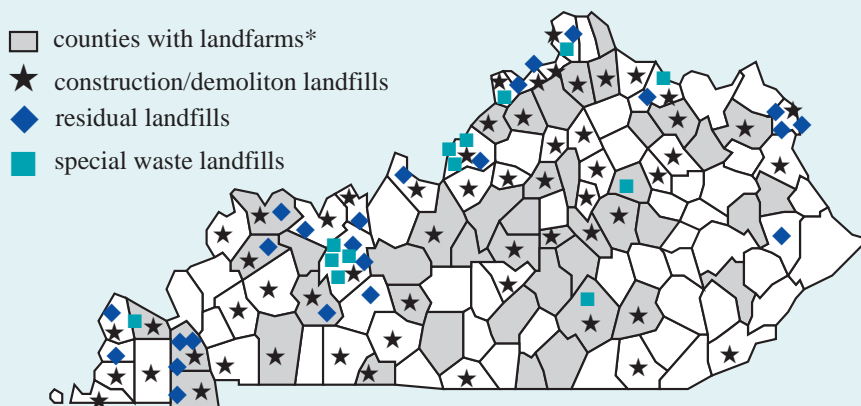 counties with landfarms*
construction/demoliton landfills
residual landfills
special waste landfills